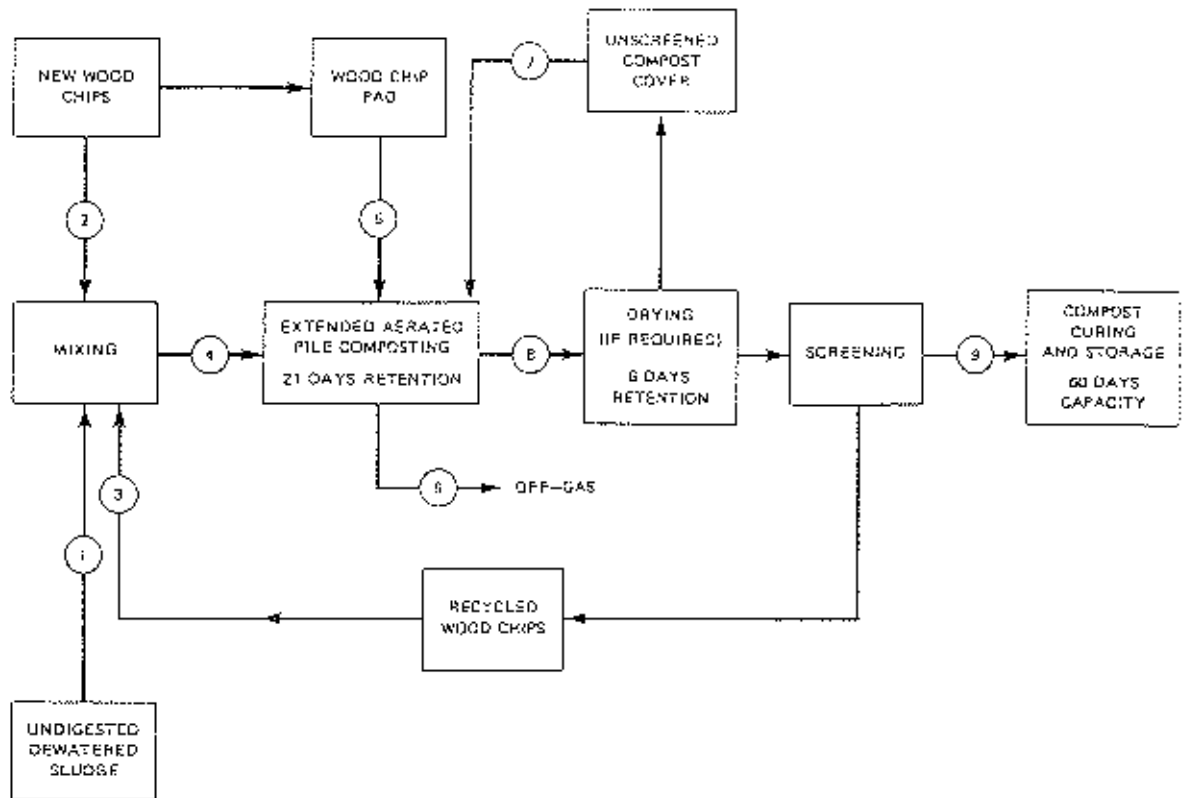 NEW WOOD
CHIPS
WOOD CHIP
PAD
7
UNSCREENED
COMPOST
COVER
2
5
MIXING
4
EXTENDED AERATED
PILE COMPOSTING
21 DAYS RETENTION
8
DRYING
(IF REQUIRED)
6 DAYS
RETENTION
SCREENING
9
COMPOST
CURING
AND STORAGE
60 DAYS
CAPACITY
3
6
OFF-GAS
1
RECYCLED
WOOD CHIPS
UNDIGESTED
DEWATERED
SLUDGE